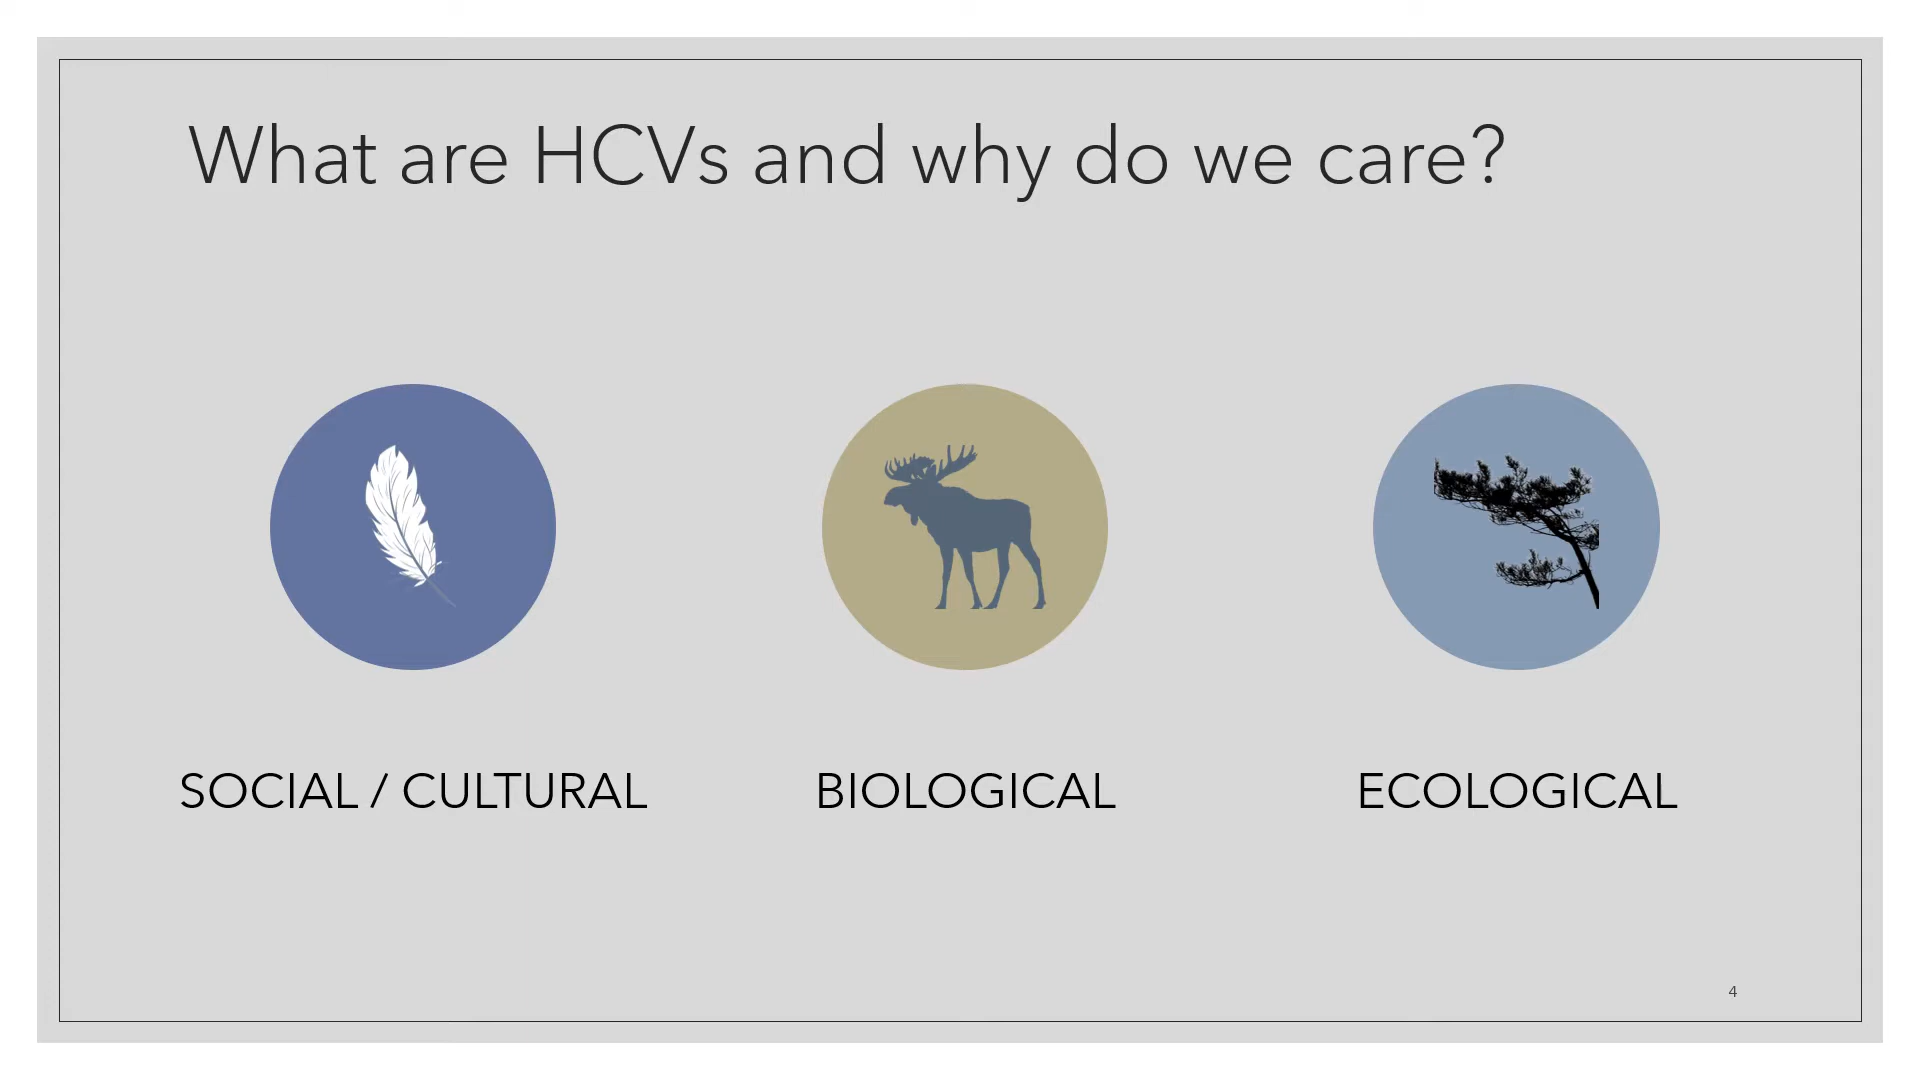 What are HCVs and why do we care?
SOCIAL / CULTURAL
BIOLOGICAL
ECOLOGICAL
4